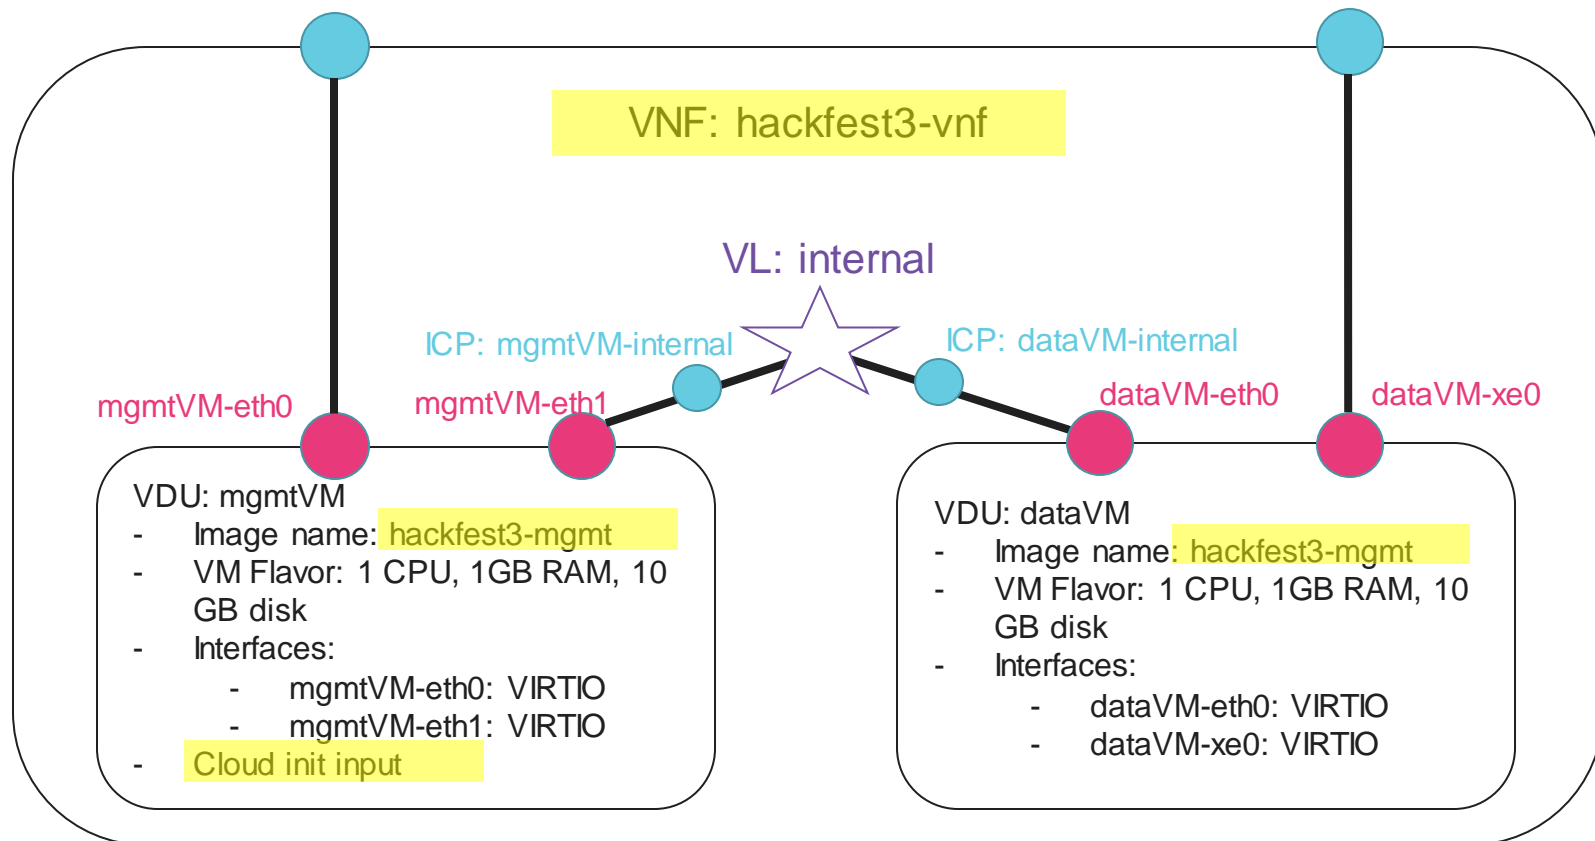 VNF: hackfest3-vnf
VL: internal
ICP: mgmtVM-internal
ICP: dataVM-internal
mgmtVM-eth0
mgmtVM-eth1
dataVM-eth0
dataVM-xe0
VDU: mgmtVM
- Image name: hackfest3-mgmt
- VM Flavor: 1 CPU, 1GB RAM, 10
GB disk
- Interfaces:
- mgmtVM-eth0: VIRTIO
- mgmtVM-eth1: VIRTIO
- Cloud init input
VDU: dataVM
- Image name: hackfest3-mgmt
- VM Flavor: 1 CPU, 1GB RAM, 10
GB disk
- Interfaces:
- dataVM-eth0: VIRTIO
- dataVM-xe0: VIRTIO